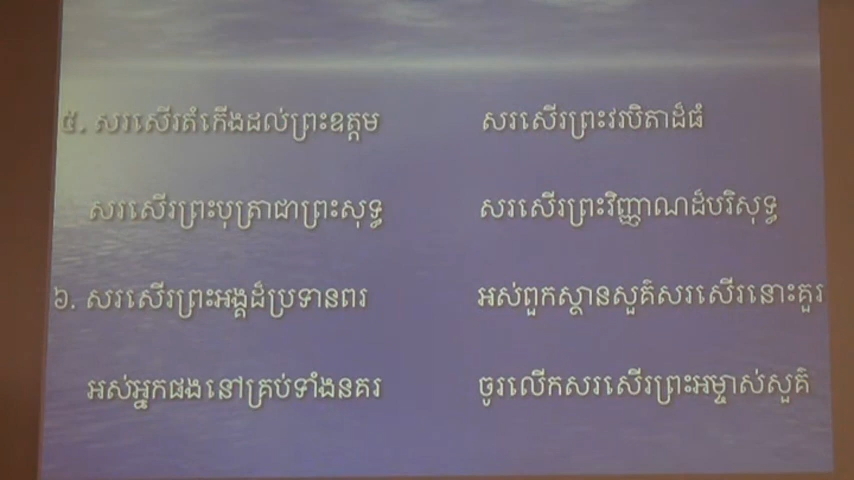 ៥. សរសើរតំកើងដល់ព្រះឧត្តម សរសើរព្រះវរបិតាដ៏ធំ
សរសើរព្រះបុត្រាជាព្រះសុទ្ធ សរសើរព្រះវិញ្ញាណដ៏បរិសុទ្ធ
៦. សរសើរព្រះអង្គដ៏ប្រទានពរ អស់ពួកស្ថានសួគ៌សរសើរនោះគួរ
អស់អ្នកផងនៅគ្រប់ទាំងនគរ ចូរលើកសរសើរព្រះអម្ចាស់សួគ៌